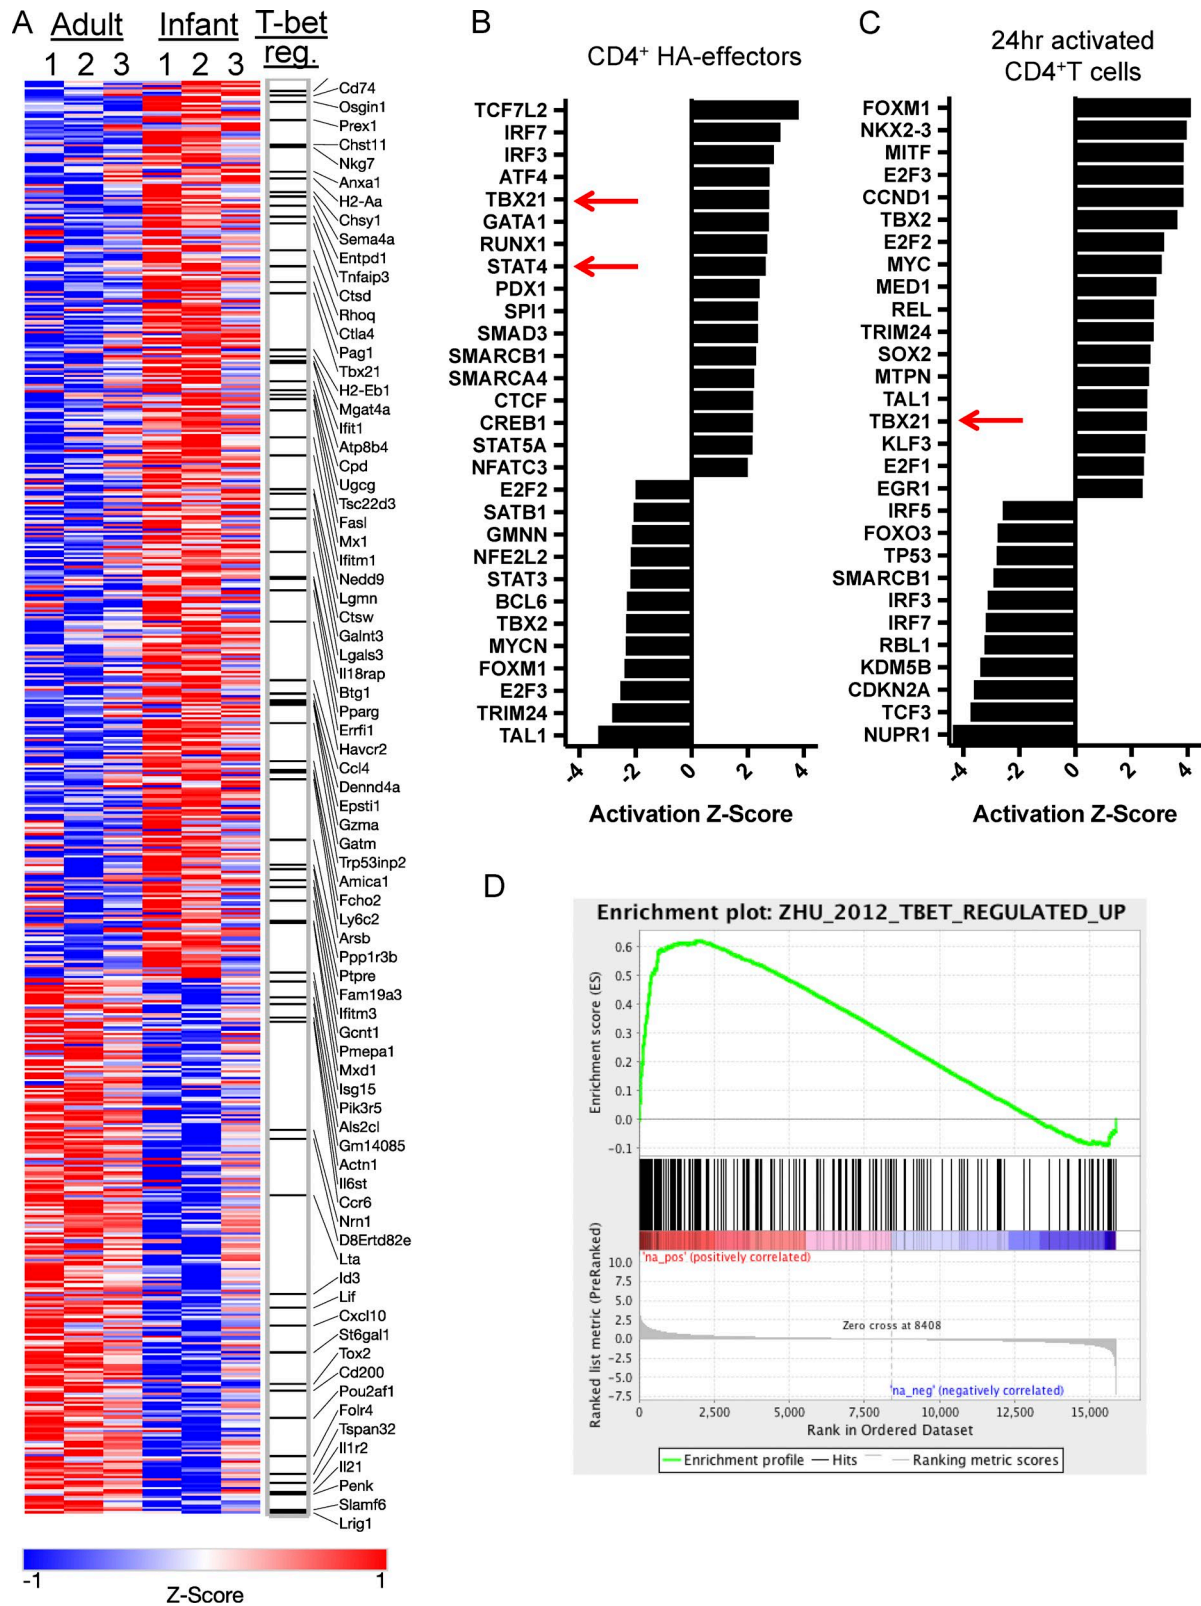 A
Adult
Infant
T-bet
reg.
1 2 3 1 2 3
Cd74
Osgin1
Prex1
Chst11
Nkg7
Anxa1
H2-Aa
Chsy1
Sema4a
Entpd1
Tnfaip3
Ctsd
Rhoq
Ctla4
Pag1
Tbx21
H2-Eb1
Mgat4a
Ifit1
Atp8b4
Cpd
Ugcg
Tsc22d3
Fasl
Mx1
Ifitm1
Nedd9
Lgmn
Ctsw
Galnt3
Lgals3
Il18rap
Btg1
Pparg
Errfi1
Havcr2
Ccl4
Dennd4a
Epsti1
Gzma
Gatm
Trp53inp2
Amica1
Fcho2
Ly6c2
Arsb
Ppp1r3b
Ptpre
Fam19a3
Ifitm3
Gcnt1
Pmepa1
Mxd1
Isg15
Pik3r5
Als2cl
Gm14085
Actn1
Il6st
Ccr6
Nrn1
D8Ertd82e
Lta
Id3
Lif
Cxcl10
St6gal1
Tox2
Cd200
Pou2af1
Folr4
Tspan32
Il1r2
Il21
Penk
Slamf6
Lrig1
-1
1
Z-Score
B
CD4+ HA-effectors
TCF7L2
IRF7
IRF3
ATF4
TBX21
GATA1
RUNX1
STAT4
PDX1
SPI1
SMAD3
SMARCB1
SMARCA4
CTCF
CREB1
STAT5A
NFATC3
E2F2
SATB1
GMNN
NFE2L2
STAT3
BCL6
TBX2
MYCN
FOXM1
E2F3
TRIM24
TAL1
-4 -2 0 2 4
Activation Z-Score
C
24hr activated
CD4+T cells
FOXM1
NKX2-3
MITF
E2F3
CCND1
TBX2
E2F2
MYC
MED1
REL
TRIM24
SOX2
MTPN
TAL1
TBX21
KLF3
E2F1
EGR1
IRF5
FOXO3
TP53
SMARCB1
IRF3
IRF7
RBL1
KDM5B
CDKN2A
TCF3
NUPR1
-4 -2 0 2 4
Activation Z-Score
D
Enrichment plot: ZHU_2012_TBET_REGULATED_UP
Enrichment score (ES)
0.6
0.5
0.4
0.3
0.2
0.1
0.0
-0.1
'na_pos' (positively correlated)
Ranked list metric (PreRanked)
10.0
7.5
5.0
2.5
0.0
-2.5
-5.0
-7.5
Zero cross at 8408
'na_neg' (negatively correlated)
0 2,500 5,000 7,500 10,000 12,500 15,000
Rank in Ordered Dataset
Enrichment profile Hits Ranking metric scores